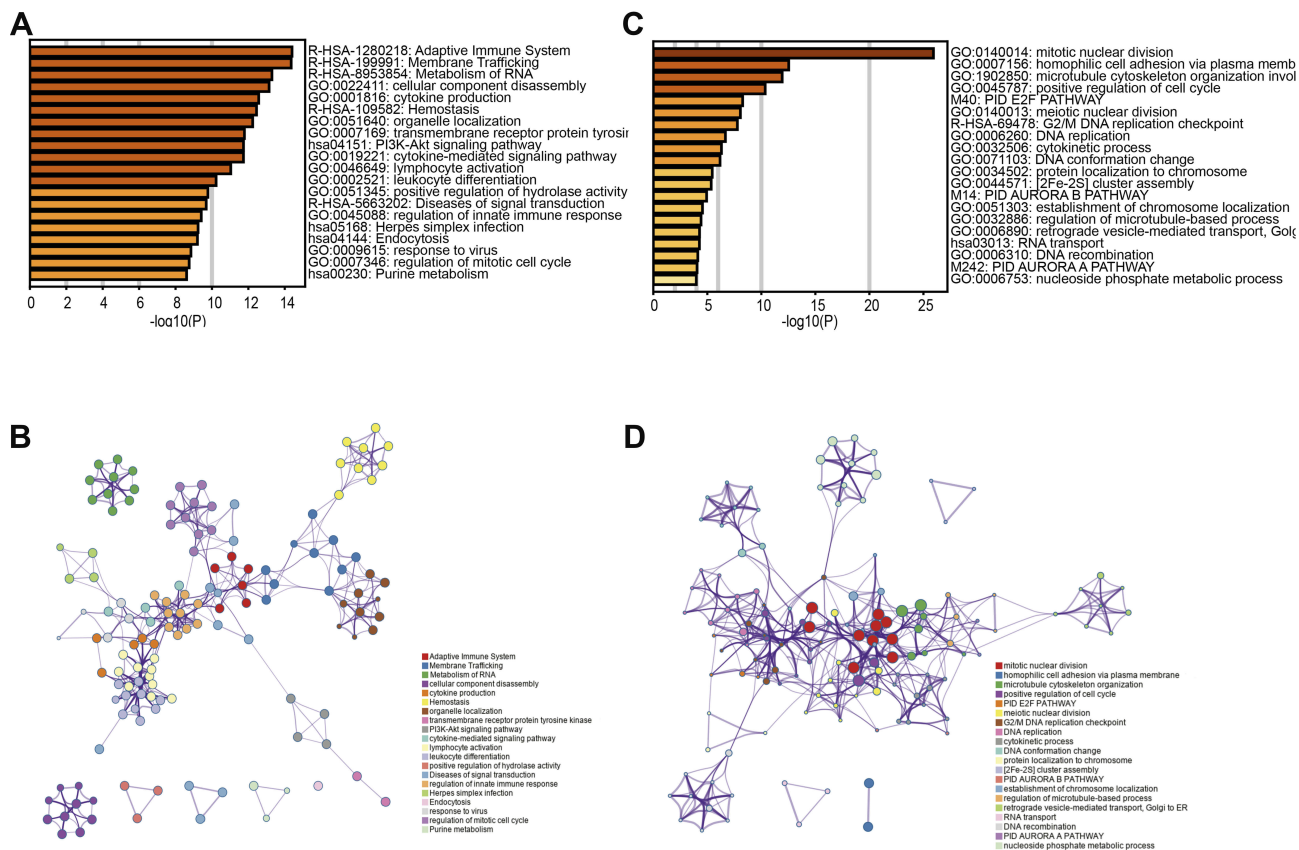 A
R-HSA-1280218: Adaptive Immune System
R-HSA-199991: Membrane Trafficking
R-HSA-8953854: Metabolism of RNA
GO:0022411: cellular component disassembly
GO:0001816: cytokine production
R-HSA-109582: Hemostasis
GO:0051640: organelle localization
GO:0007169: transmembrane receptor protein tyrosin
hsa04151: PI3K-Akt signaling pathway
GO:0019221: cytokine-mediated signaling pathway
GO:0046649: lymphocyte activation
GO:0002521: leukocyte differentiation
GO:0051345: positive regulation of hydrolase activity
R-HSA-5663202: Diseases of signal transduction
GO:0045088: regulation of innate immune response
hsa05168: Herpes simplex infection
hsa04144: Endocytosis
GO:0009615: response to virus
GO:0007346: regulation of mitotic cell cycle
hsa00230: Purine metabolism
0 2 4 6 8 10 12 14
-log10(P)
C
GO:0140014: mitotic nuclear division
GO:0007156: homophilic cell adhesion via plasma memb
GO:1902850: microtubule cytoskeleton organization invol
GO:0045787: positive regulation of cell cycle
M40: PID E2F PATHWAY
GO:0140013: meiotic nuclear division
R-HSA-69478: G2/M DNA replication checkpoint
GO:0006260: DNA replication
GO:0032506: cytokinetic process
GO:0071103: DNA conformation change
GO:0034502: protein localization to chromosome
GO:0044571: [2Fe-2S] cluster assembly
M14: PID AURORA B PATHWAY
GO:0051303: establishment of chromosome localization
GO:0032886: regulation of microtubule-based process
GO:0006890: retrograde vesicle-mediated transport, Golg
hsa03013: RNA transport
GO:0006310: DNA recombination
M242: PID AURORA A PATHWAY
GO:0006753: nucleoside phosphate metabolic process
0 5 10 15 20 25
-log10(P)
B
Adaptive Immune System
Membrane Trafficking
Metabolism of RNA
cellular component disassembly
cytokine production
Hemostasis
organelle localization
transmembrane receptor protein tyrosine kinase
PI3K-Akt signaling pathway
cytokine-mediated signaling pathway
lymphocyte activation
leukocyte differentiation
positive regulation of hydrolase activity
Diseases of signal transduction
regulation of innate immune response
Herpes simplex infection
Endocytosis
response to virus
regulation of mitotic cell cycle
Purine metabolism
D
mitotic nuclear division
homophilic cell adhesion via plasma membrane
microtubule cytoskeleton organization
positive regulation of cell cycle
PID E2F PATHWAY
meiotic nuclear division
G2/M DNA replication checkpoint
DNA replication
cytokinetic process
DNA conformation change
protein localization to chromosome
[2Fe-2S] cluster assembly
PID AURORA B PATHWAY
establishment of chromosome localization
regulation of microtubule-based process
retrograde vesicle-mediated transport, Golgi to ER
RNA transport
DNA recombination
PID AURORA A PATHWAY
nucleoside phosphate metabolic process